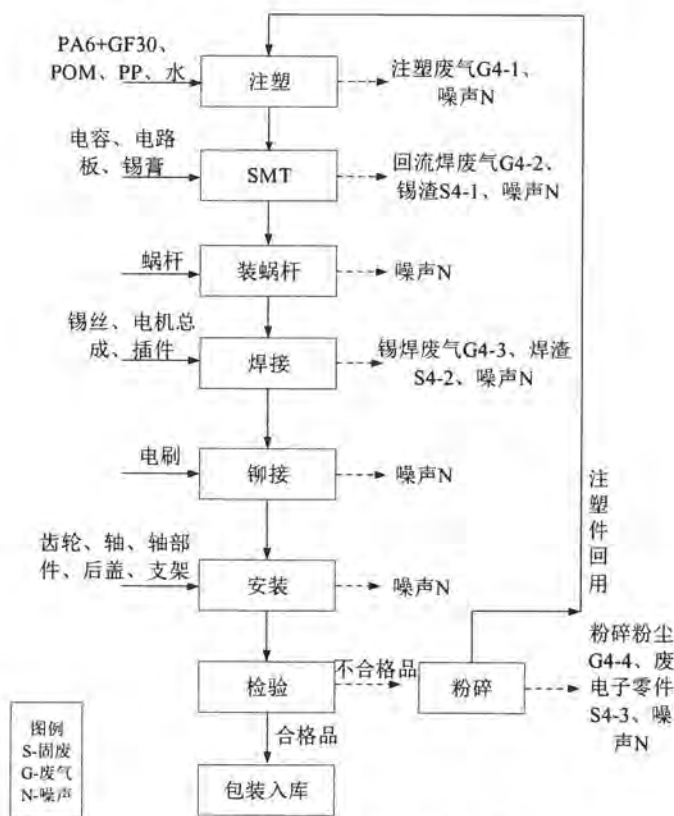 PA6+GF30、
POM、PP、水
注塑
注塑废气G4-1、
噪声N
电容、电路
板、锡膏
SMT
回流焊废气G4-2、
锡渣S4-1、噪声N
蜗杆
装蜗杆
噪声N
锡丝、电机总
成、插件
焊接
锡焊废气G4-3、焊渣
S4-2、噪声N
电刷
铆接
噪声N
注塑件回用
齿轮、轴、轴部
件、后盖、支架
安装
噪声N
检验
不合格品
粉碎
粉碎粉尘
G4-4、废
电子零件
S4-3、噪
声N
合格品
包装入库
图例
S-固废
G-废气
N-噪声